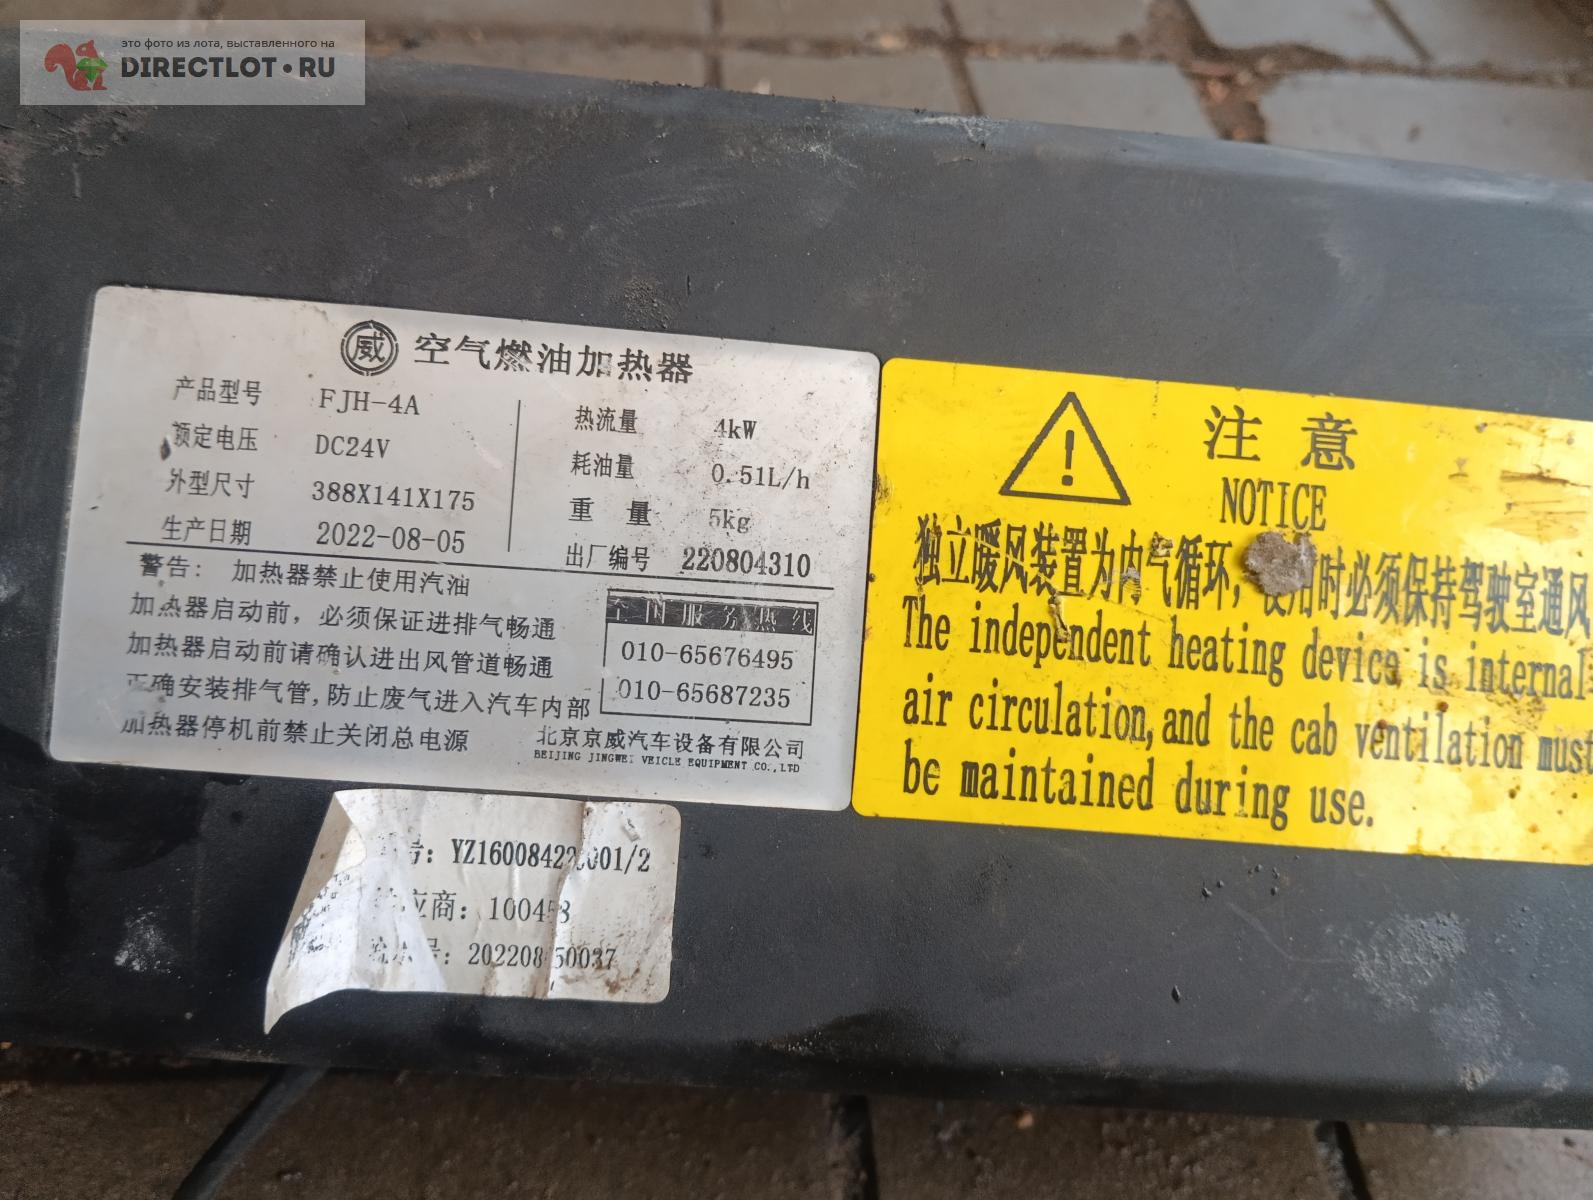 это фото из лота, выставленного на
DIRECTLOT•RU
威 空气燃油加热器
产品型号 FJH-4A
额定电压 DC24V
外型尺寸 388X141X175
生产日期 2022-08-05
热流量 4kW
耗油量 0.51L/h
重量 5kg
出厂编号 220804310
警告: 加热器禁止使用汽油
加热器启动前, 必须保证进排气畅通
加热器启动前请确认进出风管道畅通
正确安装排气管,防止废气进入汽车内部
加热器停机前禁止关闭总电源
全国服务热线
010-65676495
010-65687235
北京京威汽车设备有限公司
BEIJING JINGWEI VEICLE EQUIPMENT CO.,LTD
注意
NOTICE
独立暖风装置为内气循环, 时必须保持驾驶室通风
The independent heating device is internal
air circulation,and the cab ventilation must
be maintained during use.
号: 001/2
应商:
号: